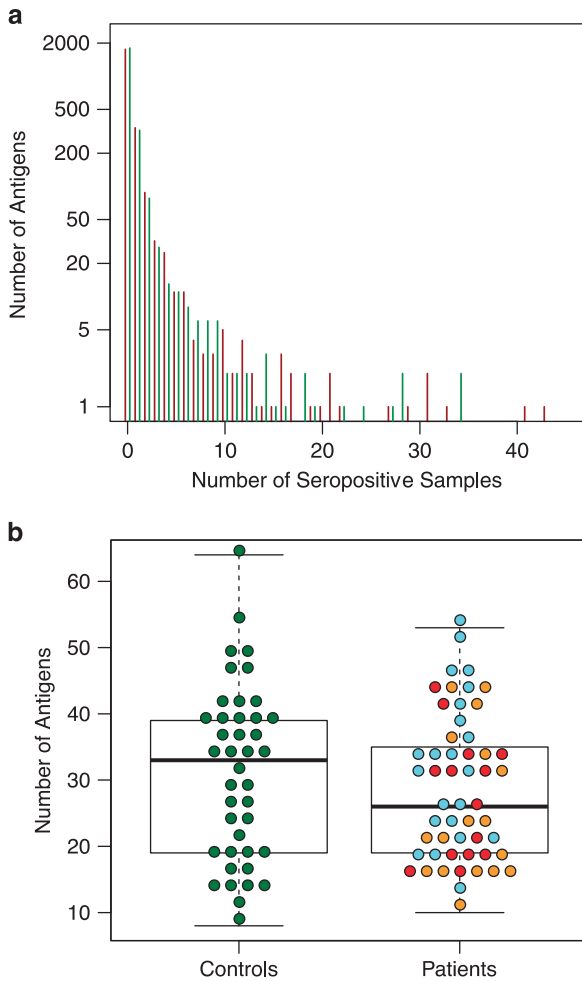 a
2000
500
200
50
20
5
1
Number of Antigens
0 10 20 30 40
Number of Seropositive Samples
b
60
50
40
30
20
10
Number of Antigens
Controls Patients